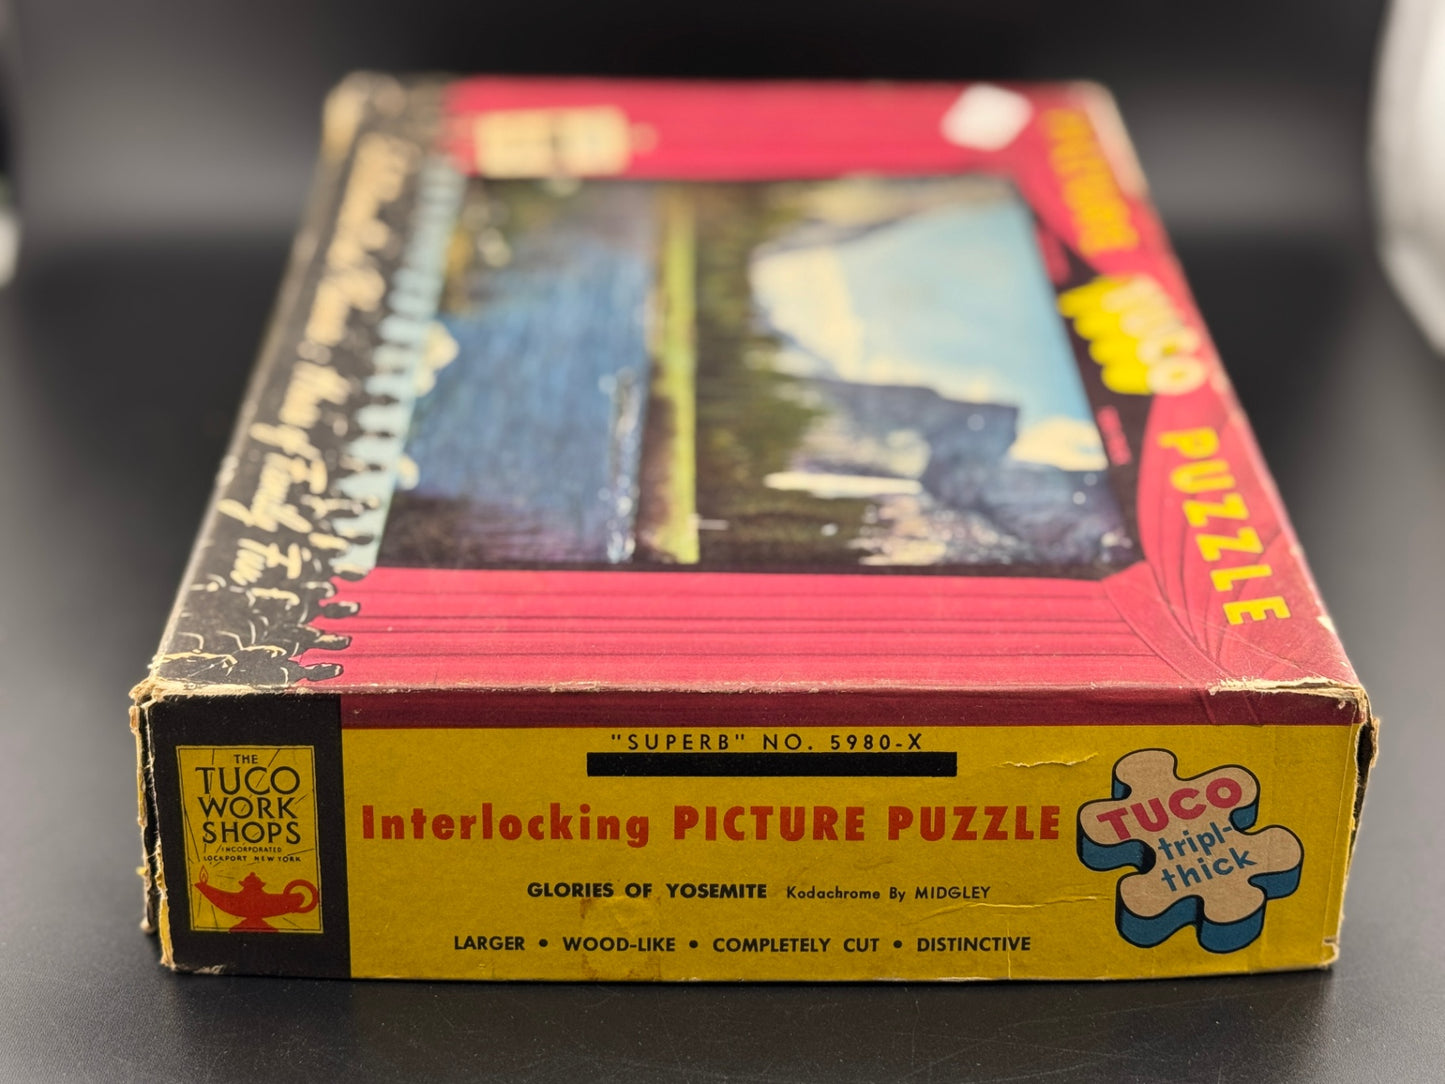 PICTURE TUCO PUZZLE
"SUPERB" NO. 5980-X
THE
TUCO
WORK
SHOPS
INCORPORATED
LOCKPORT NEW YORK
Interlocking PICTURE PUZZLE
TUCO
tripl-
thick
GLORIES OF YOSEMITE Kodachrome By MIDGLEY
LARGER • WOOD-LIKE • COMPLETELY CUT • DISTINCTIVE